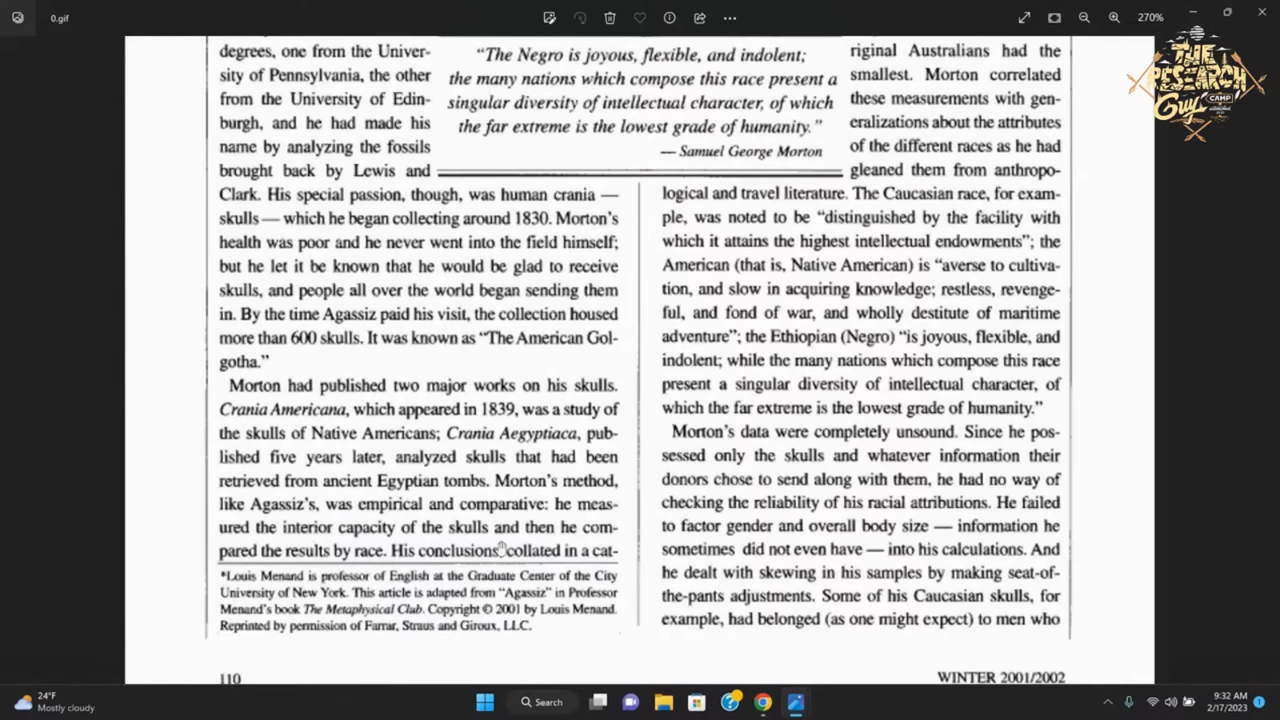 0.gif
270%
THE
RESEARCH
Guy
CAMP
degrees, one from the Univer-
sity of Pennsylvania, the other
from the University of Edin-
burgh, and he had made his
name by analyzing the fossils
brought back by Lewis and
Clark. His special passion, though, was human crania —
skulls — which he began collecting around 1830. Morton's
health was poor and he never went into the field himself;
but he let it be known that he would be glad to receive
skulls, and people all over the world began sending them
in. By the time Agassiz paid his visit, the collection housed
more than 600 skulls. It was known as "The American Gol-
gotha."
Morton had published two major works on his skulls.
Crania Americana, which appeared in 1839, was a study of
the skulls of Native Americans; Crania Aegyptiaca, pub-
lished five years later, analyzed skulls that had been
retrieved from ancient Egyptian tombs. Morton's method,
like Agassiz's, was empirical and comparative: he meas-
ured the interior capacity of the skulls and then he com-
pared the results by race. His conclusions collated in a cat-
*Louis Menand is professor of English at the Graduate Center of the City
University of New York. This article is adapted from "Agassiz" in Professor
Menand's book The Metaphysical Club. Copyright © 2001 by Louis Menand.
Reprinted by permission of Farrar, Straus and Giroux, LLC.
"The Negro is joyous, flexible, and indolent;
the many nations which compose this race present a
singular diversity of intellectual character, of which
the far extreme is the lowest grade of humanity."
— Samuel George Morton
riginal Australians had the
smallest. Morton correlated
these measurements with gen-
eralizations about the attributes
of the different races as he had
gleaned them from anthropo-
logical and travel literature. The Caucasian race, for exam-
ple, was noted to be "distinguished by the facility with
which it attains the highest intellectual endowments"; the
American (that is, Native American) is "averse to cultiva-
tion, and slow in acquiring knowledge; restless, revenge-
ful, and fond of war, and wholly destitute of maritime
adventure"; the Ethiopian (Negro) "is joyous, flexible, and
indolent; while the many nations which compose this race
present a singular diversity of intellectual character, of
which the far extreme is the lowest grade of humanity."
Morton's data were completely unsound. Since he pos-
sessed only the skulls and whatever information their
donors chose to send along with them, he had no way of
checking the reliability of his racial attributions. He failed
to factor gender and overall body size — information he
sometimes did not even have — into his calculations. And
he dealt with skewing in his samples by making seat-of-
the-pants adjustments. Some of his Caucasian skulls, for
example, had belonged (as one might expect) to men who
110
WINTER 2001/2002
24°F
Mostly cloudy
Search
9:32 AM
2/17/2023